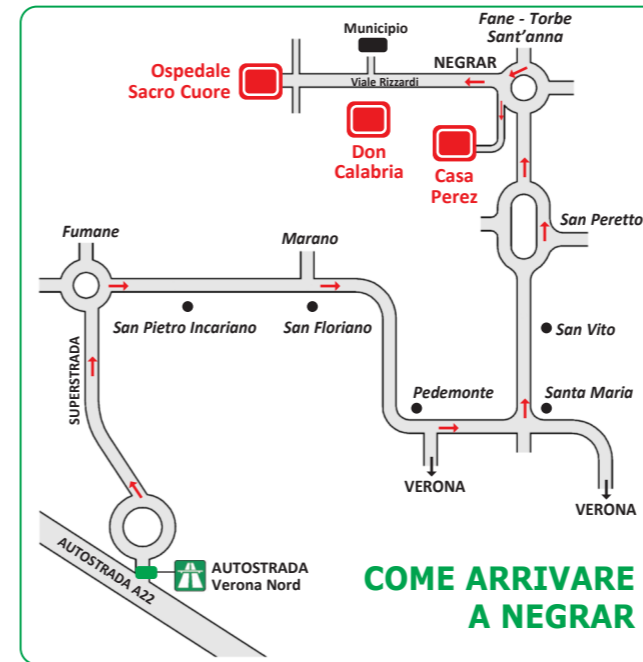 Municipio
Fane - Torbe
Sant'anna
NEGRAR
Ospedale
Sacro Cuore
Viale Rizzardi
Don
Calabria
Casa
Perez
San Peretto
Fumane
Marano
San Pietro Incariano
San Floriano
San Vito
SUPERSTRADA
Pedemonte
Santa Maria
VERONA
VERONA
AUTOSTRADA A22
AUTOSTRADA
Verona Nord
COME ARRIVARE
A NEGRAR